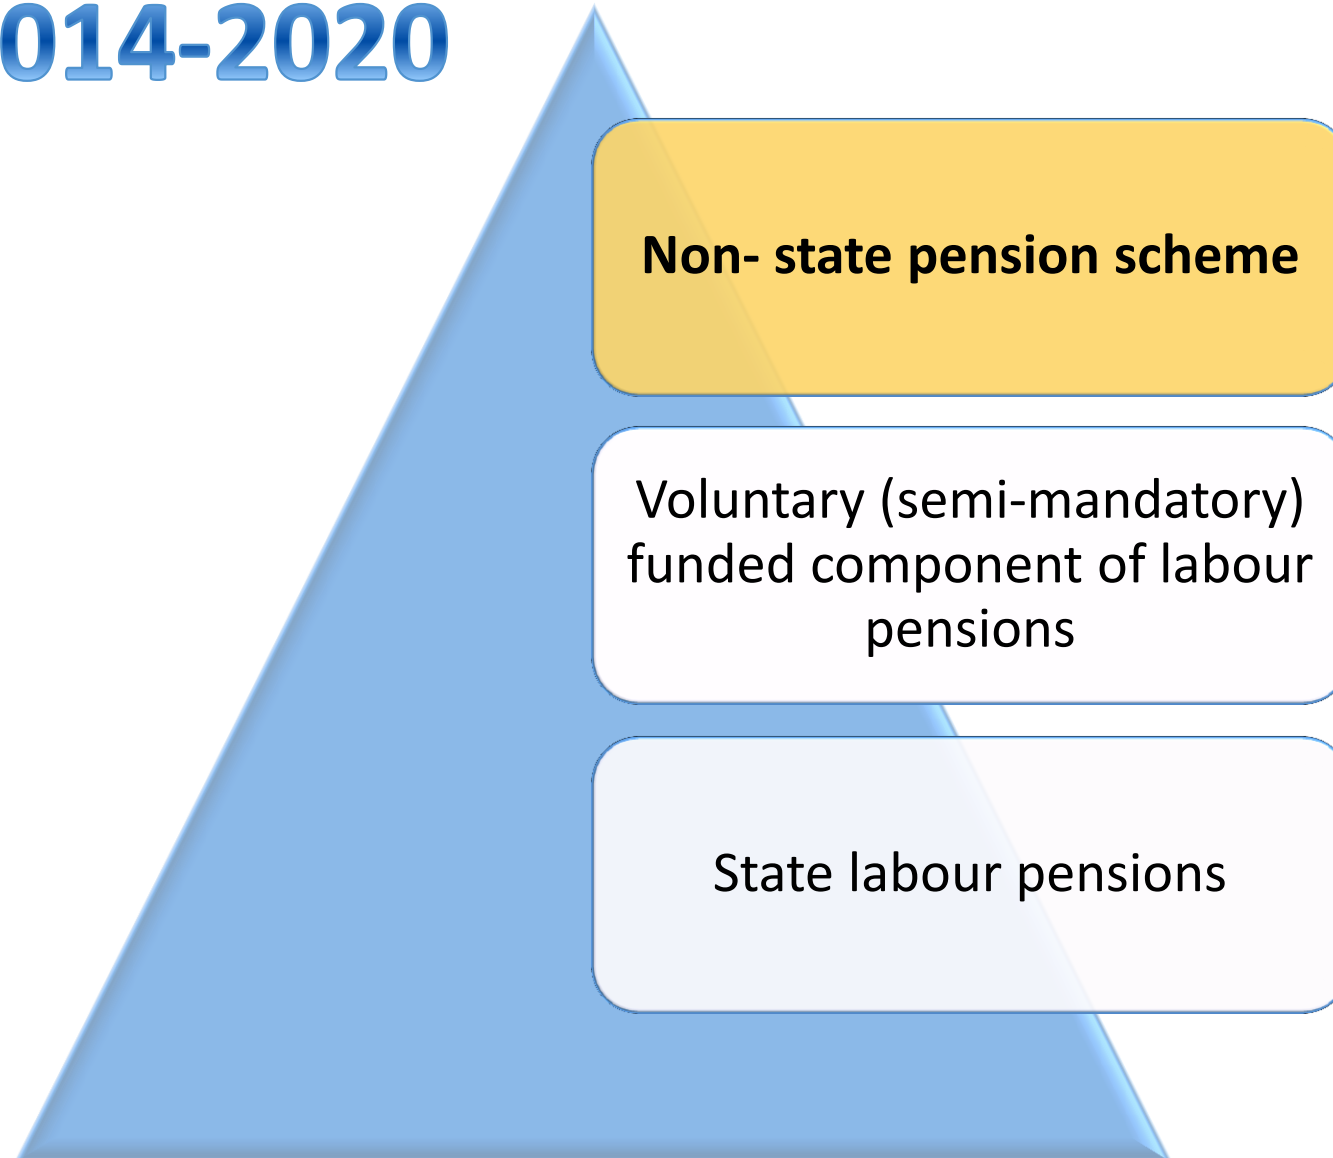 014-2020
Non- state pension scheme
Voluntary (semi-mandatory)
funded component of labour
pensions
State labour pensions